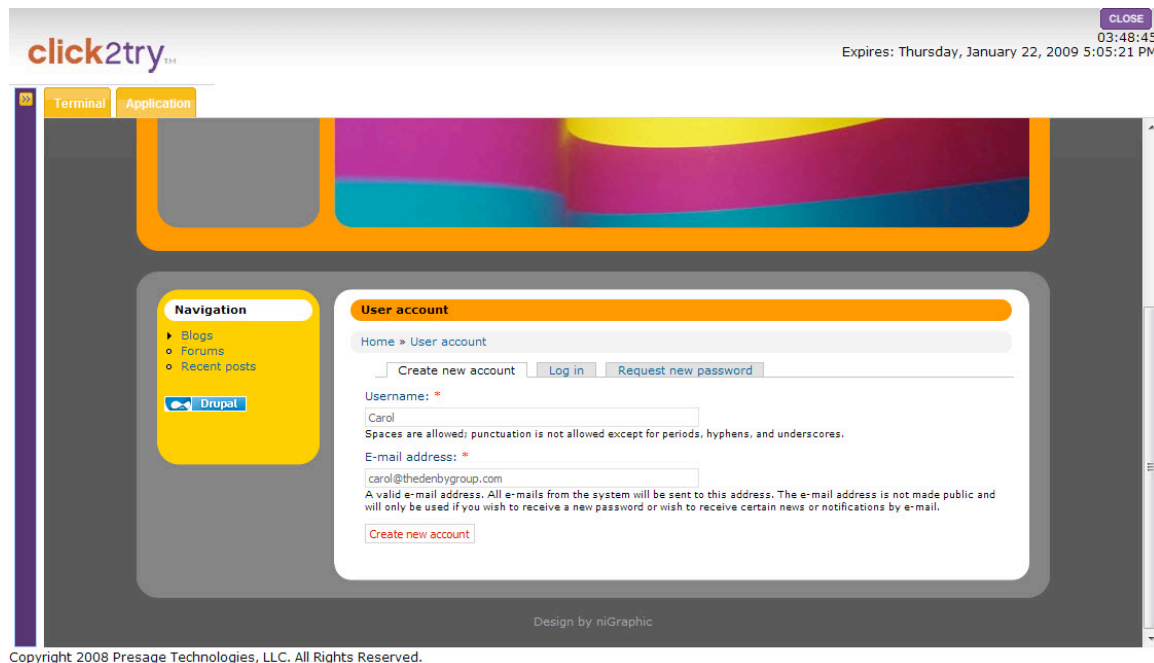 CLOSE
03:48:45
click2try™
Expires: Thursday, January 22, 2009 5:05:21 PM
Terminal Application
Navigation
Blogs
Forums
Recent posts
Drupal
User account
Home » User account
Create new account Log in Request new password
Username: *
Carol
Spaces are allowed; punctuation is not allowed except for periods, hyphens, and underscores.
E-mail address: *
carol@thedenbygroup.com
A valid e-mail address. All e-mails from the system will be sent to this address. The e-mail address is not made public and
will only be used if you wish to receive a new password or wish to receive certain news or notifications by e-mail.
Create new account
Design by niGraphic
Copyright 2008 Presage Technologies, LLC. All Rights Reserved.